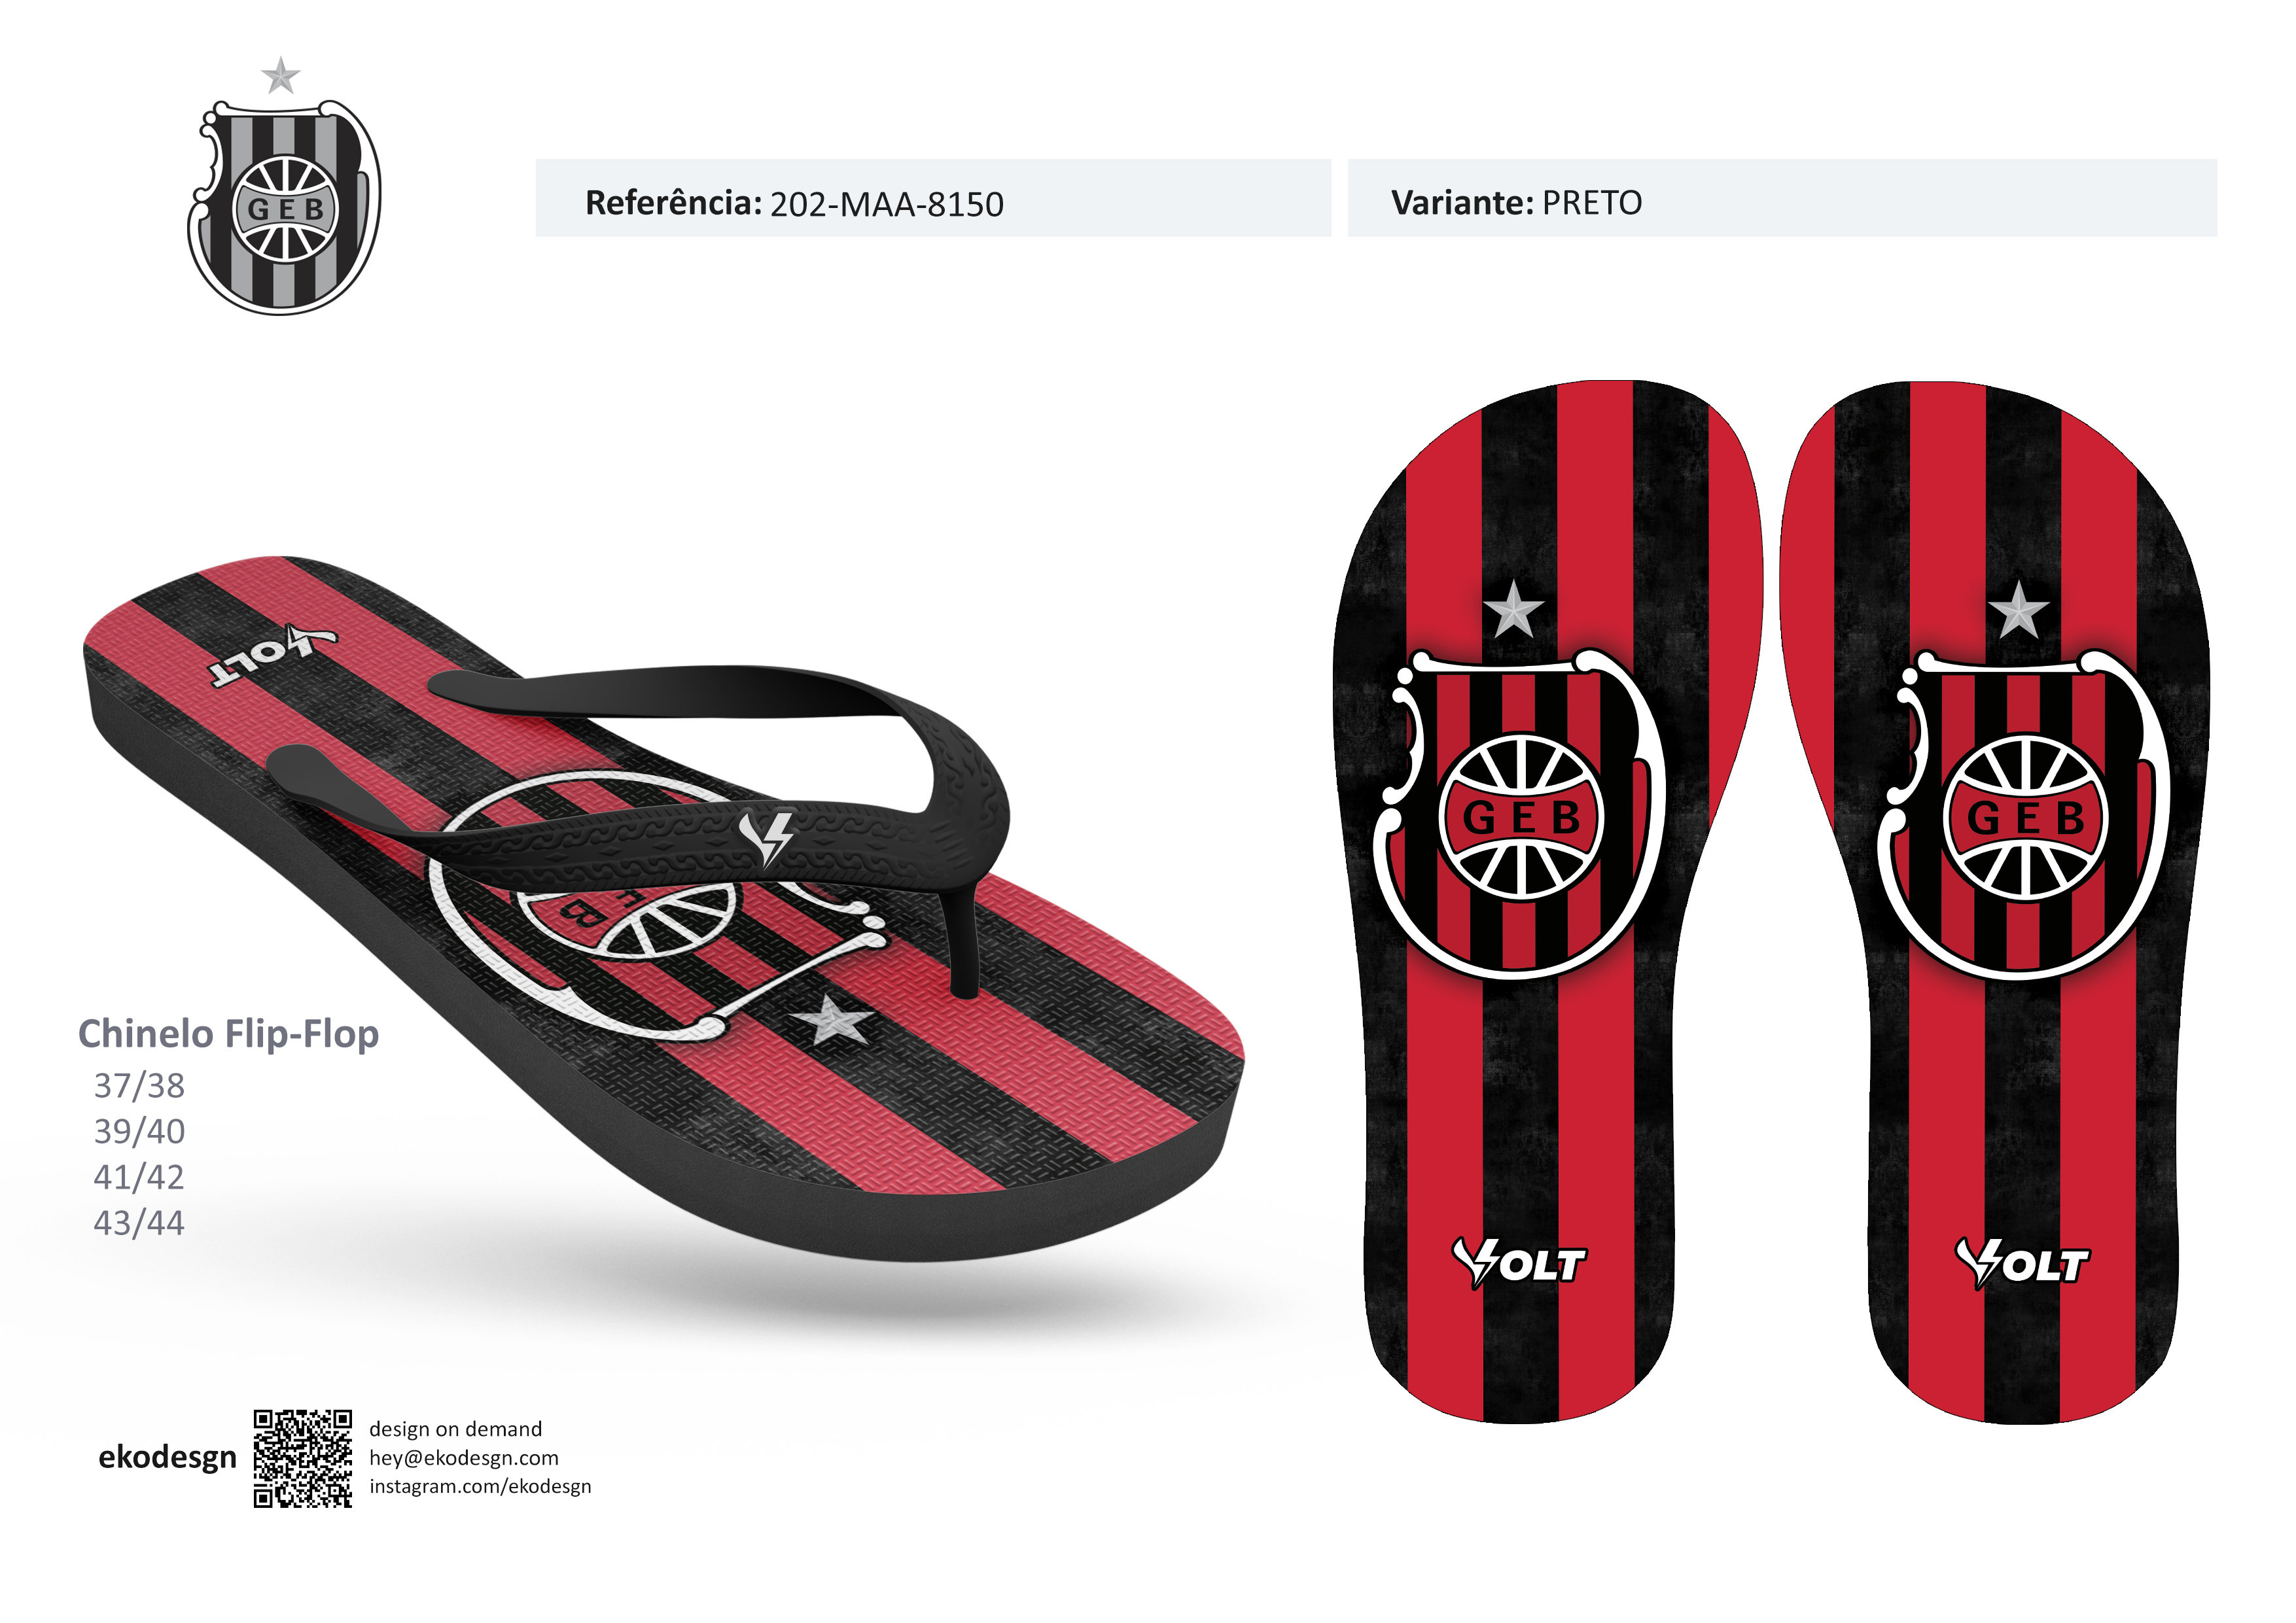 GEB
Referência: 202-MAA-8150
Variante: PRETO
VOLT
E B
GEB
GEB
Chinelo Flip-Flop
37/38
39/40
41/42
43/44
VOLT
VOLT
ekodesgn
design on demand
hey@ekodesgn.com
instagram.com/ekodesgn